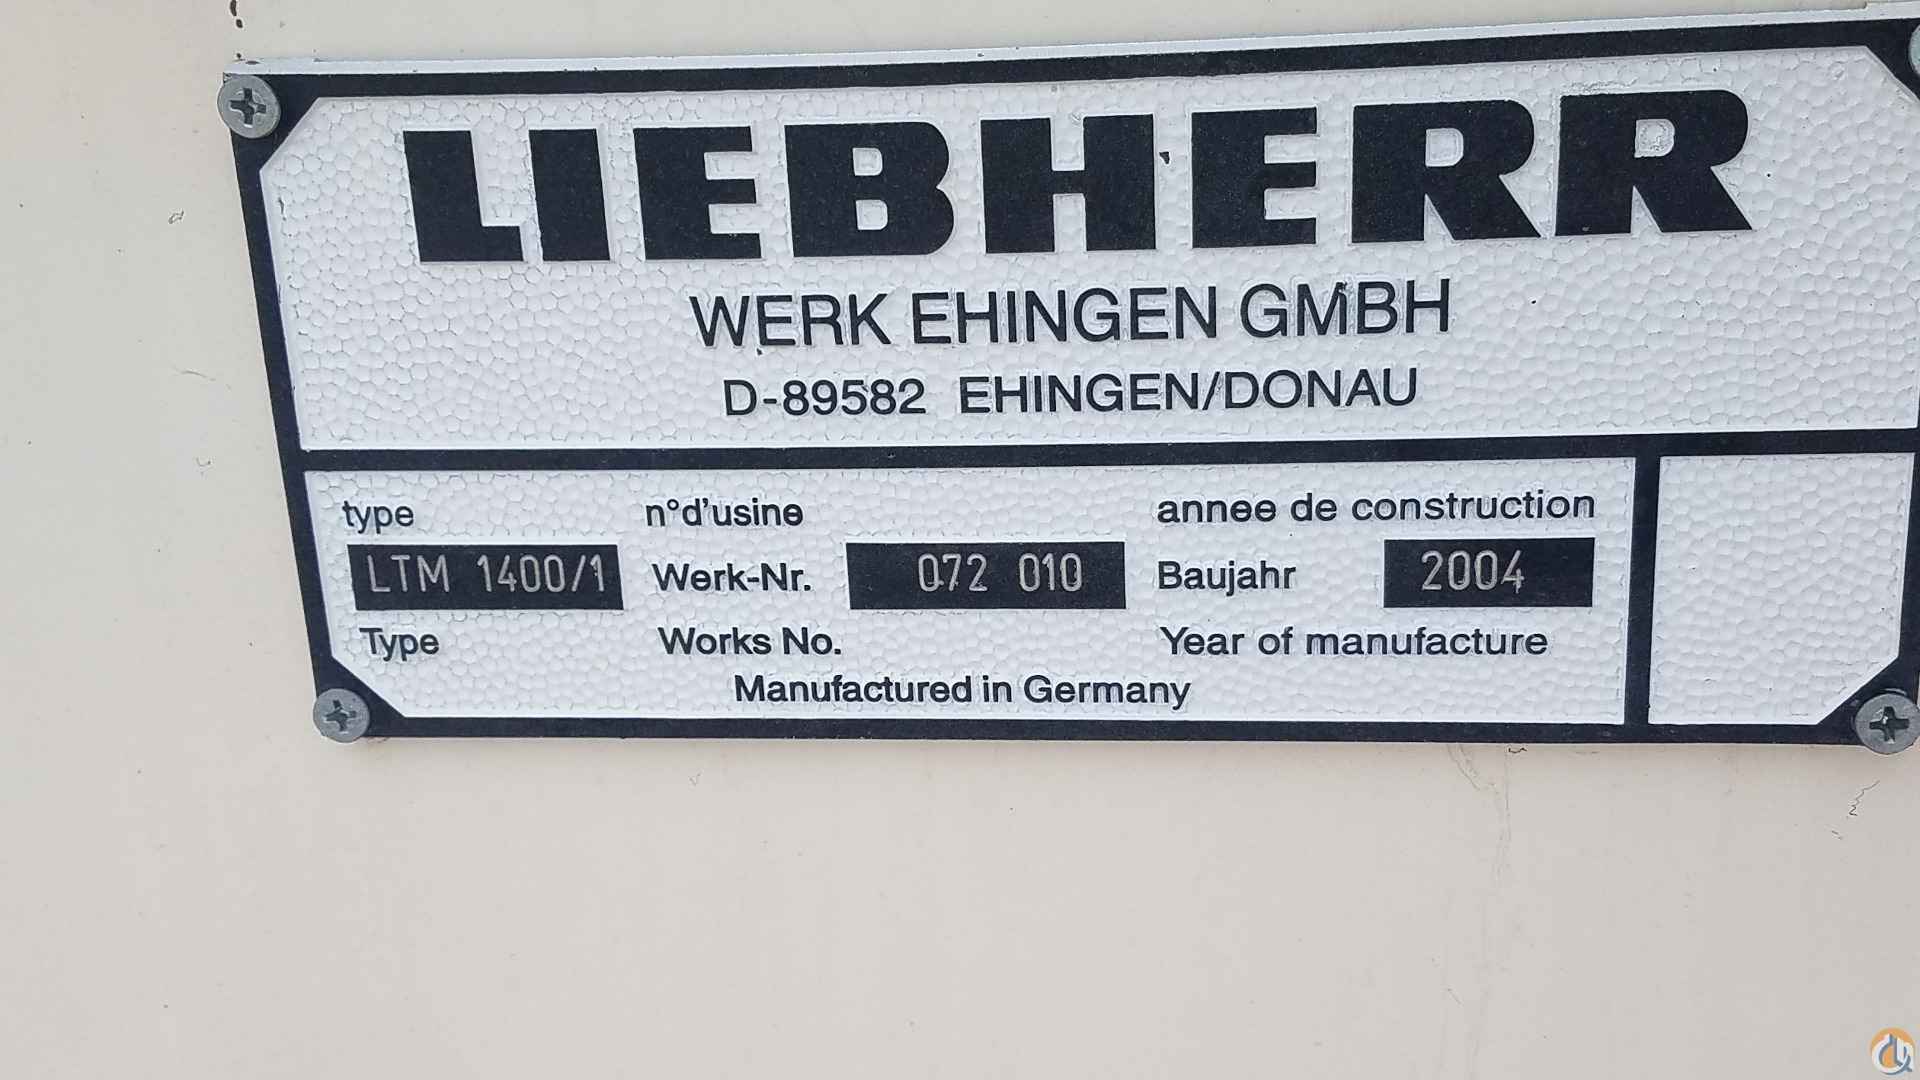 LIEBHERR
WERK EHINGEN GMBH
D-89582 EHINGEN/DONAU
type n°d'usine annee de construction
LTM 1400/1 Werk-Nr. 072 010 Baujahr 2004
Type Works No. Year of manufacture
Manufactured in Germany